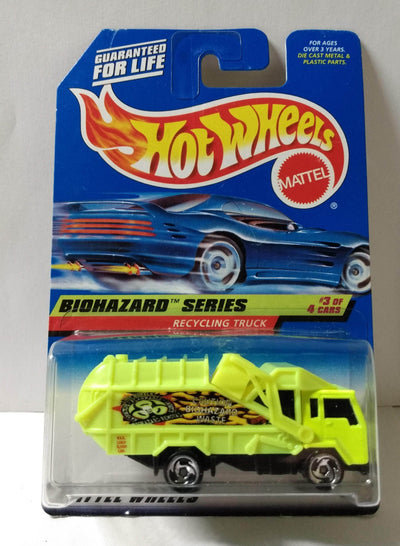 GUARANTEED
FOR LIFE
FOR AGES
OVER 3 YEARS.
DIE CAST METAL &
PLASTIC PARTS.
HOT WHEELS
MATTEL
®
BIOHAZARD™ SERIES
#3 OF
4 CARS
RECYCLING TRUCK
BIOHAZARD
WASTE
WHEELS